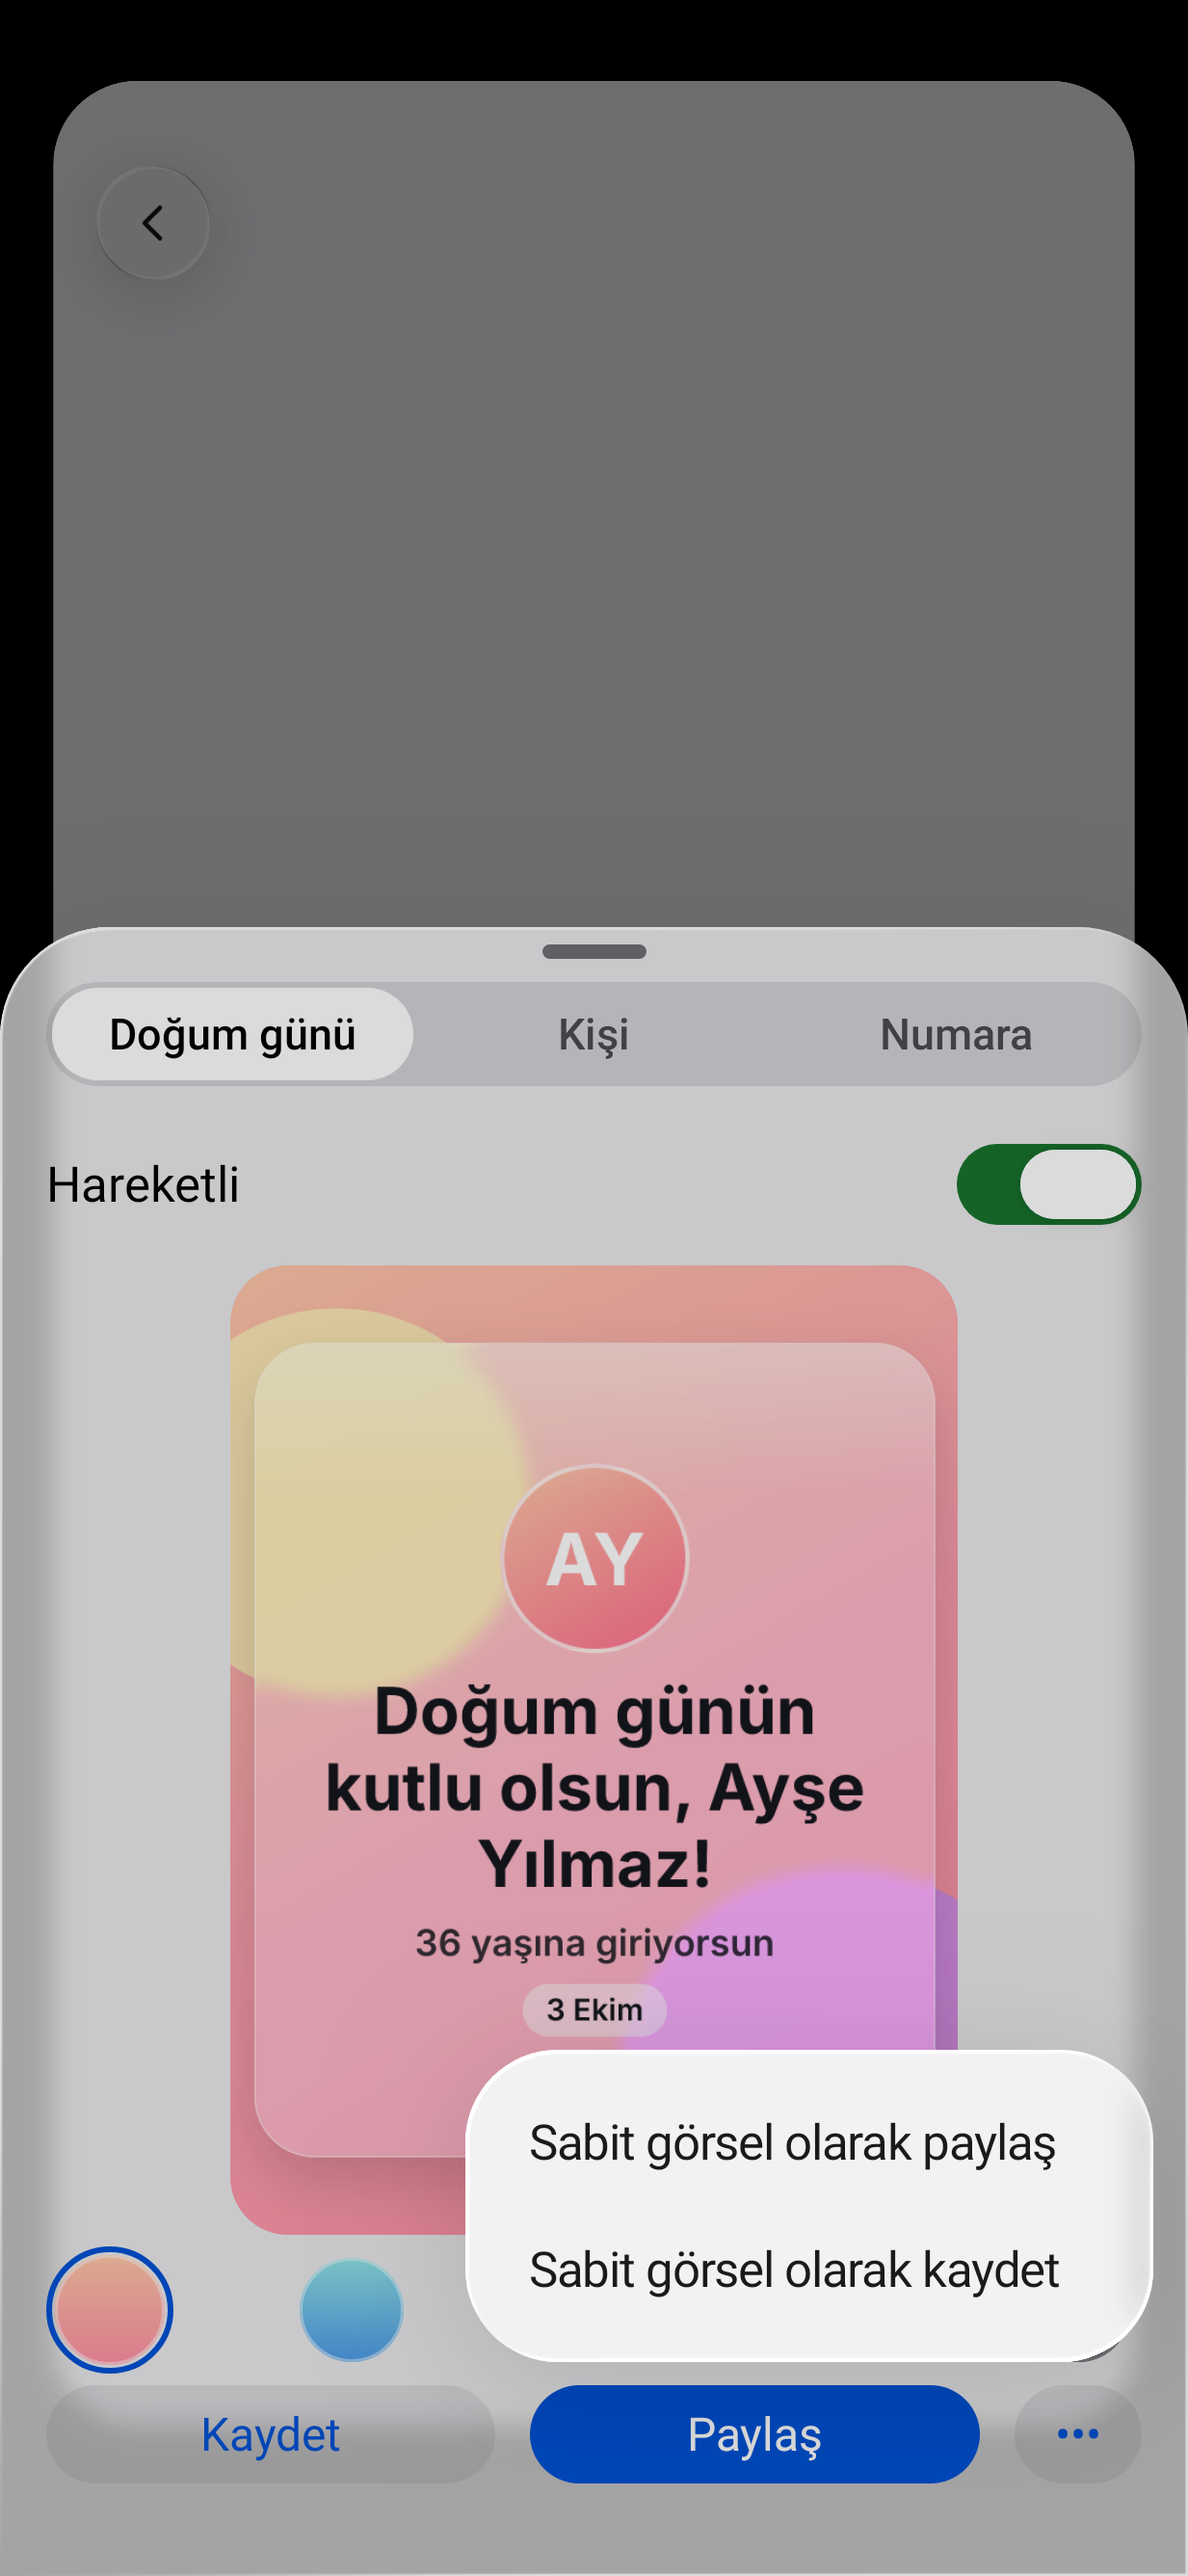 Doğum günü
Kişi
Numara
Hareketli
AY
Doğum günün
kutlu olsun, Ayşe
Yılmaz!
36 yaşına giriyorsun
3 Ekim
Sabit görsel olarak paylaş
Sabit görsel olarak kaydet
Kaydet
Paylaş